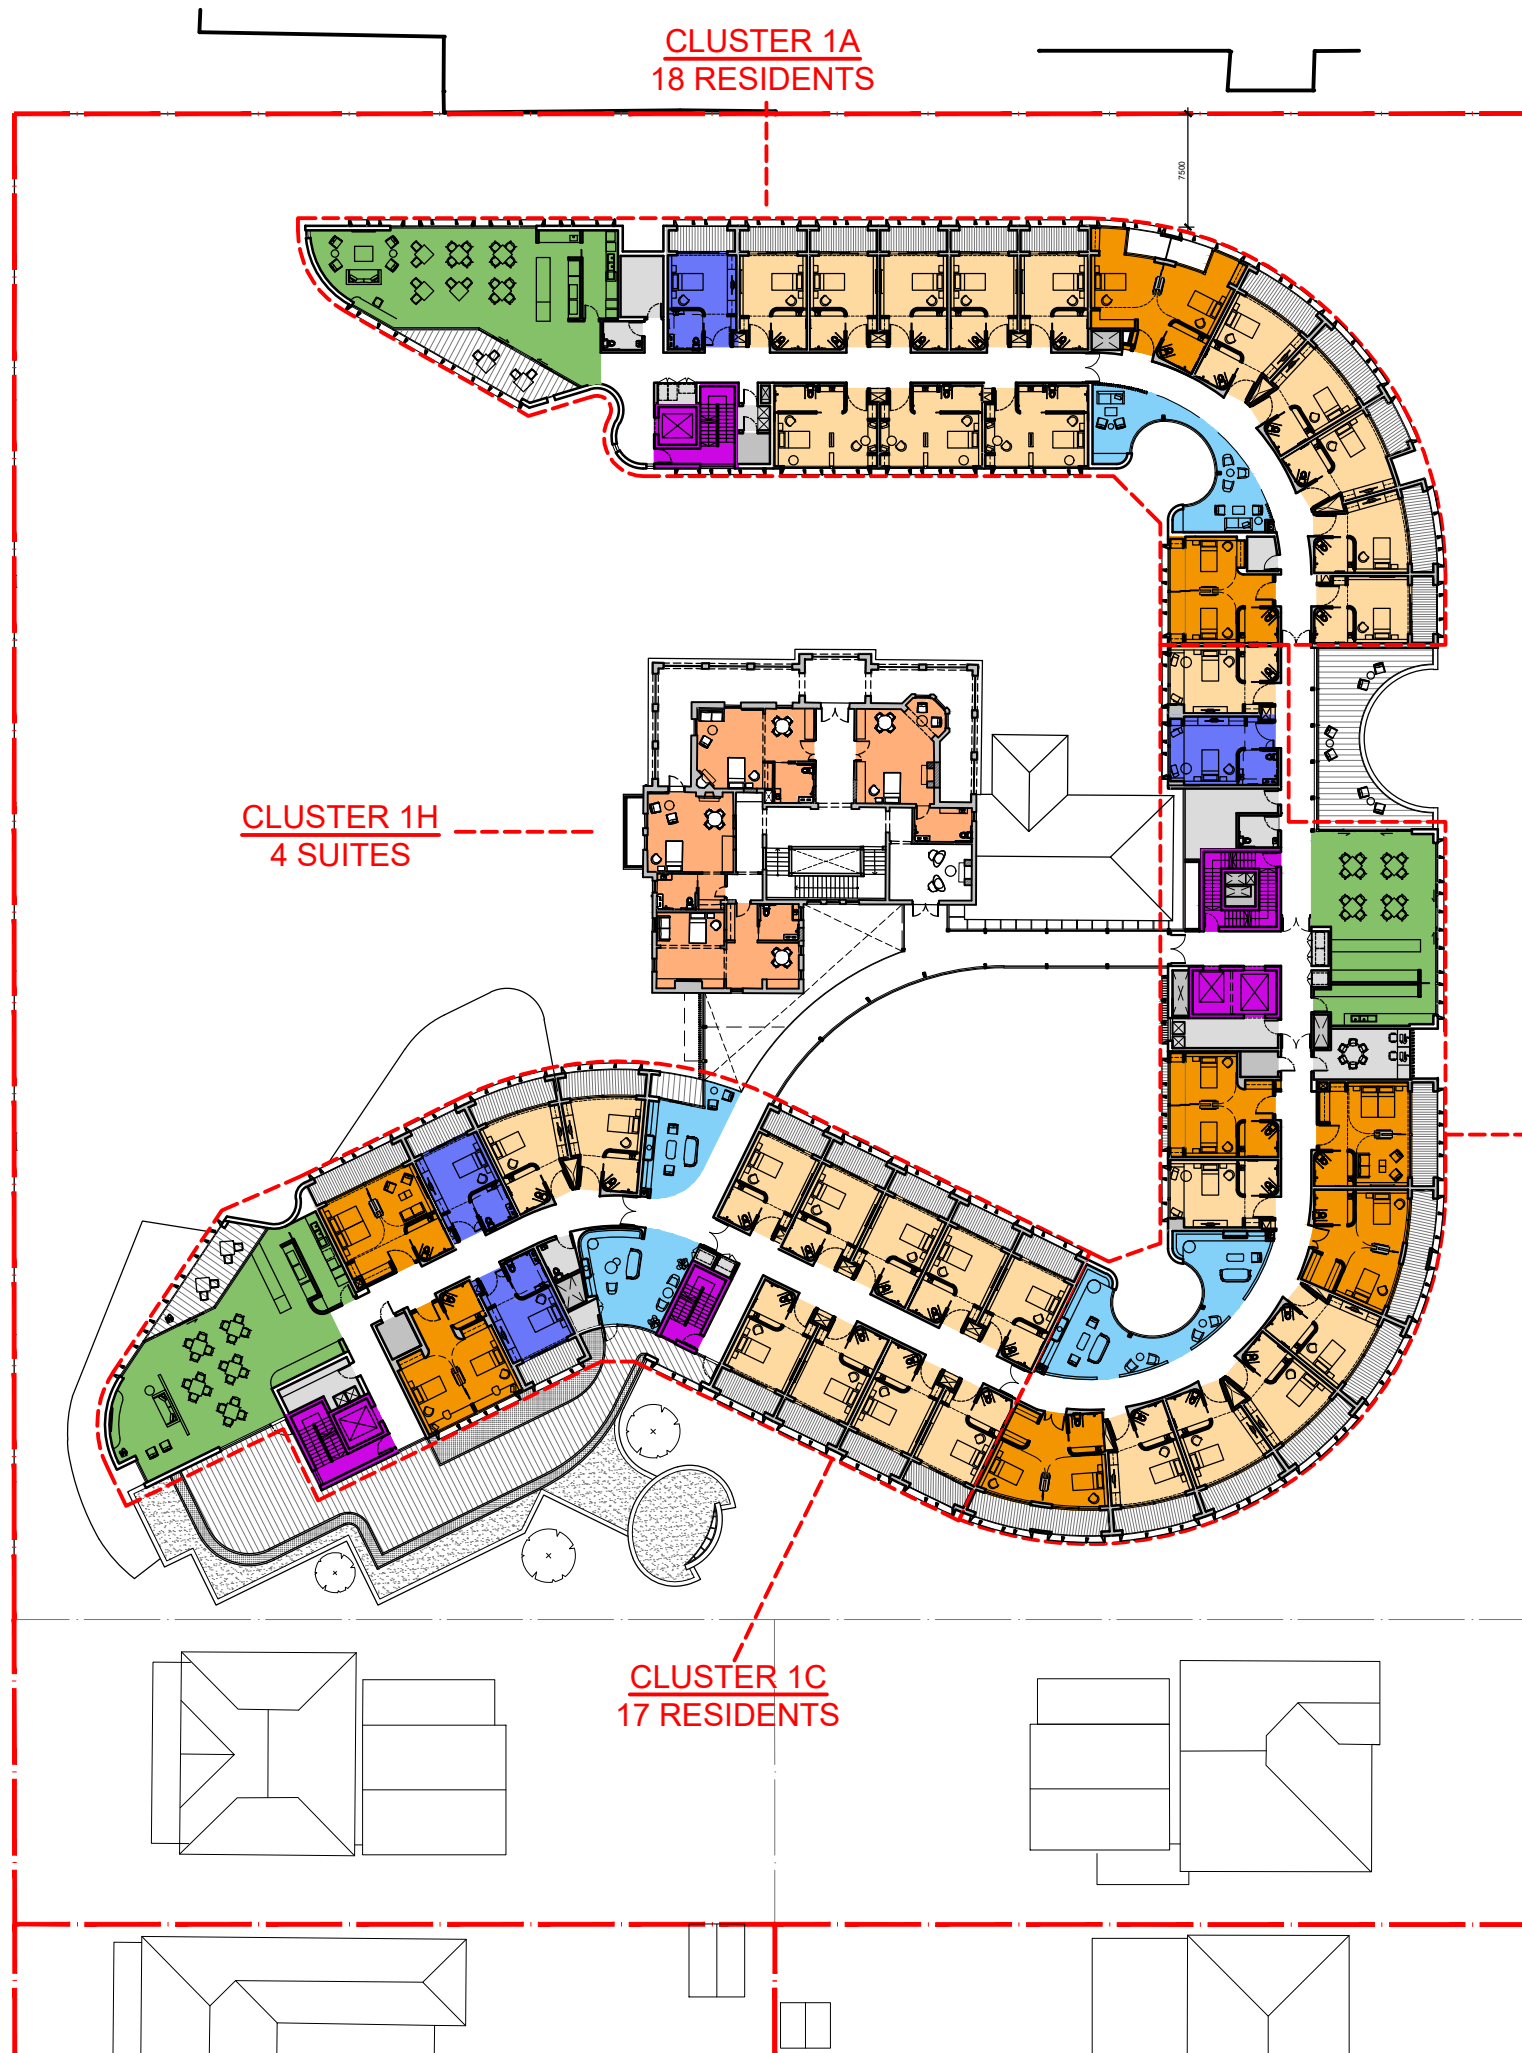 CLUSTER 1A
18 RESIDENTS
7500
CLUSTER 1H
4 SUITES
CLUSTER 1C
17 RESIDENTS